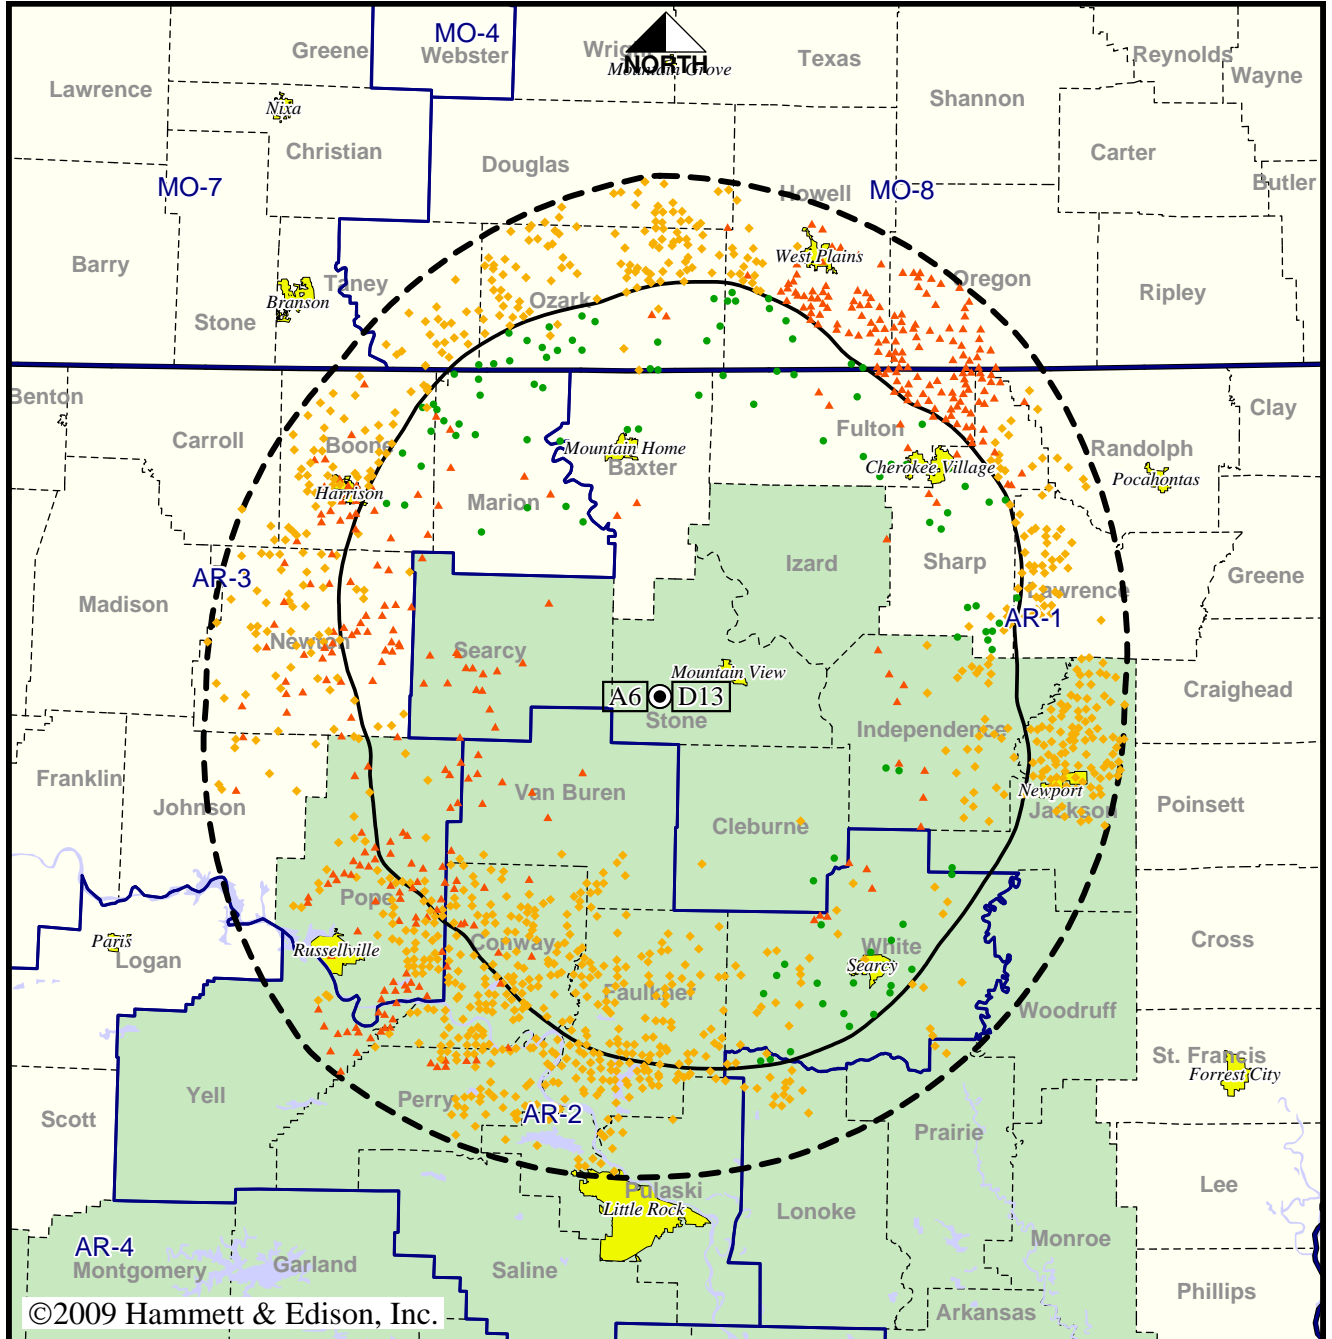 MO-4
Greene
Webster
Wright
NORTH
Mountain Grove
Texas
Reynolds
Wayne
Lawrence
Nixa
Shannon
Christian
Douglas
Carter
MO-7
MO-8
Howell
Butler
Barry
West Plains
Taney
Branson
Ozark
Oregon
Ripley
Stone
Benton
Carroll
Boone
Fulton
Clay
Randolph
Mountain Home
Baxter
Cherokee Village
Pocahontas
Harrison
Marion
Izard
Sharp
AR-3
Greene
Madison
Lawrence
AR-1
Newton
Searcy
Mountain View
A6
D13
Stone
Craighead
Independence
Franklin
Johnson
Van Buren
Newport
Jackson
Poinsett
Cleburne
Pope
Paris
Logan
Russellville
Conway
White
Searcy
Cross
Faulkner
Woodruff
St. Francis
Forrest City
Yell
Perry
AR-2
Scott
Prairie
Pulaski
Little Rock
Lonoke
Lee
AR-4
Montgomery
Garland
Saline
Monroe
Phillips
Arkansas
©2009 Hammett & Edison, Inc.